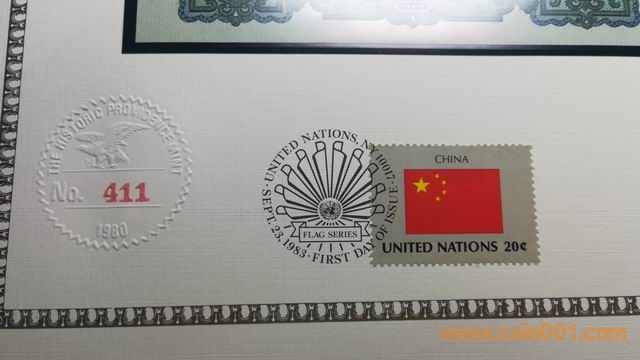 THE HISTORIC PROVIDENCE MINT
No. 411
1980
UNITED NATIONS, NY 10017
SEPT. 23, 1983 · FIRST DAY OF ISSUE
FLAG SERIES
CHINA
UNITED NATIONS 20¢
www.coin001.com